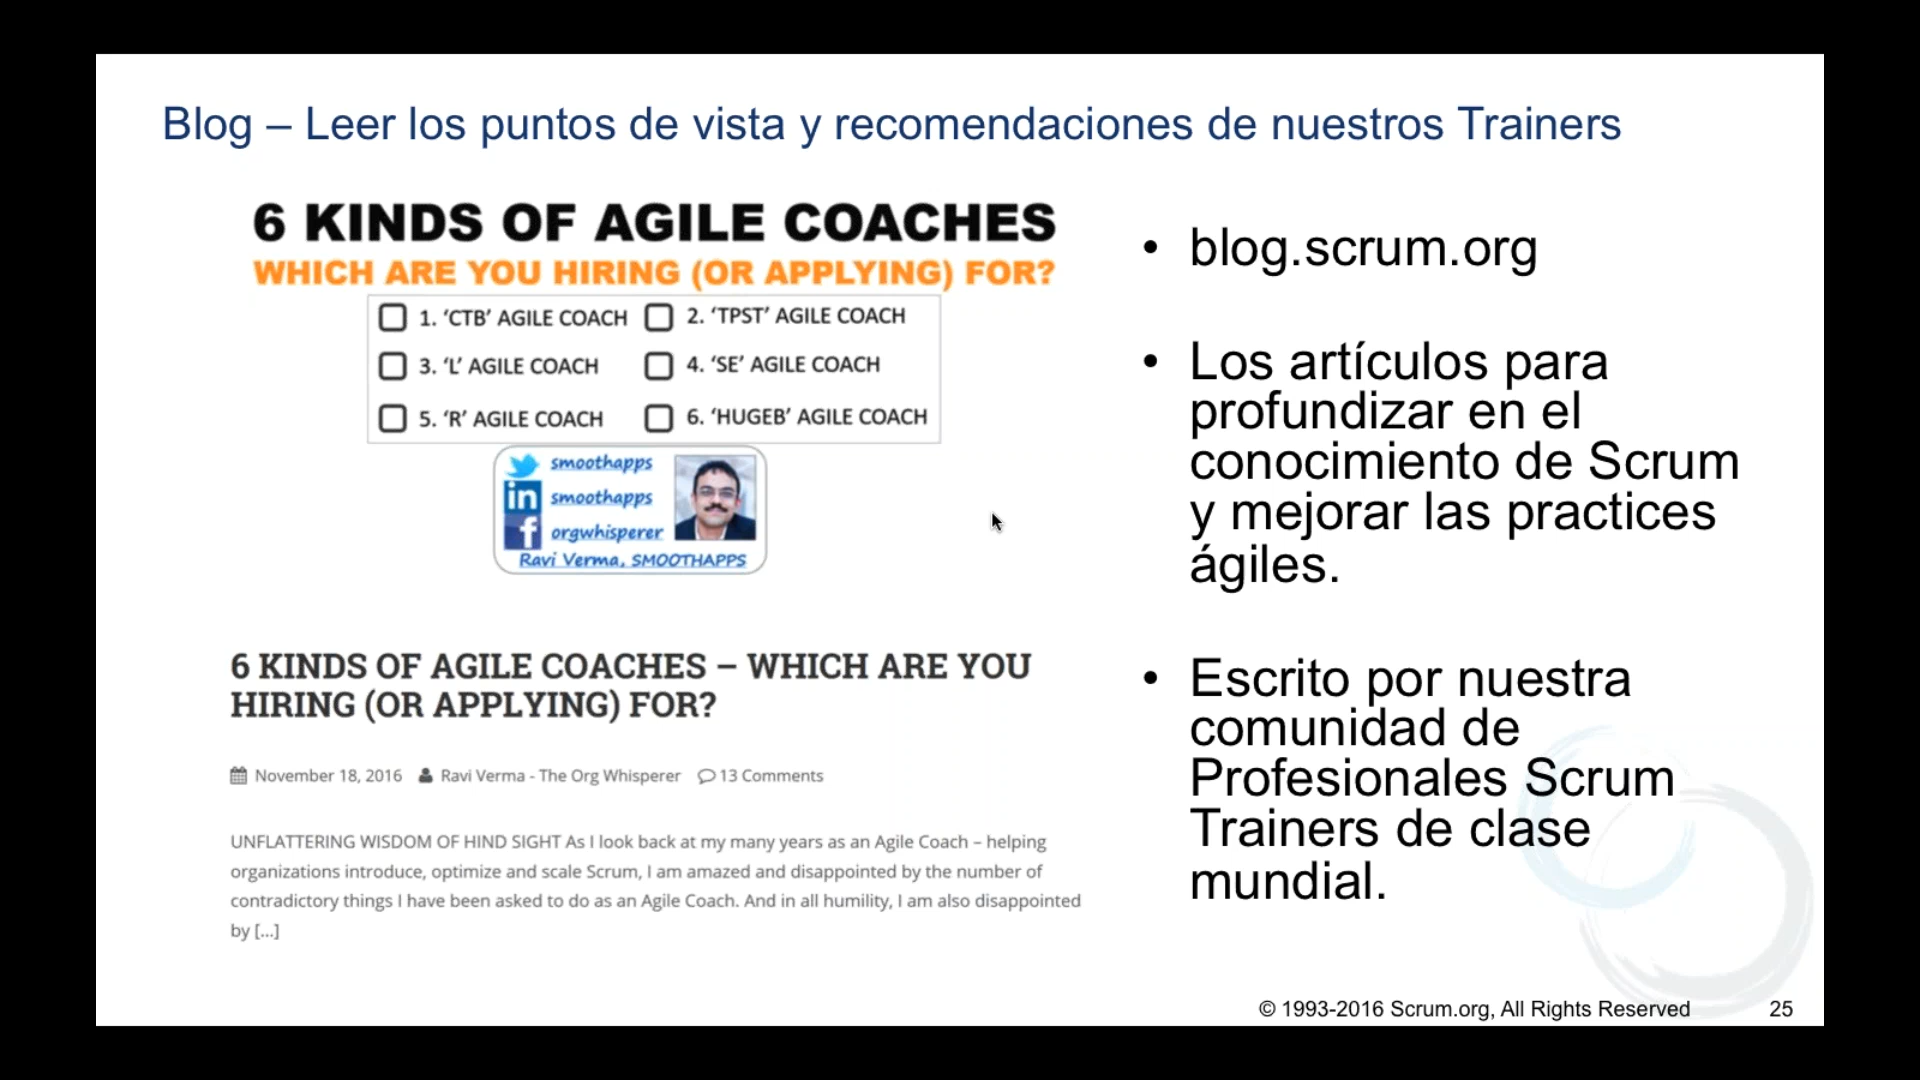 Blog – Leer los puntos de vista y recomendaciones de nuestros Trainers
6 KINDS OF AGILE COACHES
WHICH ARE YOU HIRING (OR APPLYING) FOR?
1. ‘CTB’ AGILE COACH
2. ‘TPST’ AGILE COACH
3. ‘L’ AGILE COACH
4. ‘SE’ AGILE COACH
5. ‘R’ AGILE COACH
6. ‘HUGEB’ AGILE COACH
smoothapps
in smoothapps
f orgwhisperer
Ravi Verma, SMOOTHAPPS
6 KINDS OF AGILE COACHES – WHICH ARE YOU
HIRING (OR APPLYING) FOR?
November 18, 2016 Ravi Verma - The Org Whisperer 13 Comments
UNFLATTERING WISDOM OF HIND SIGHT As I look back at my many years as an Agile Coach – helping
organizations introduce, optimize and scale Scrum, I am amazed and disappointed by the number of
contradictory things I have been asked to do as an Agile Coach. And in all humility, I am also disappointed
by [...]
• blog.scrum.org
• Los artículos para
profundizar en el
conocimiento de Scrum
y mejorar las practices
ágiles.
• Escrito por nuestra
comunidad de
Profesionales Scrum
Trainers de clase
mundial.
© 1993-2016 Scrum.org, All Rights Reserved
25